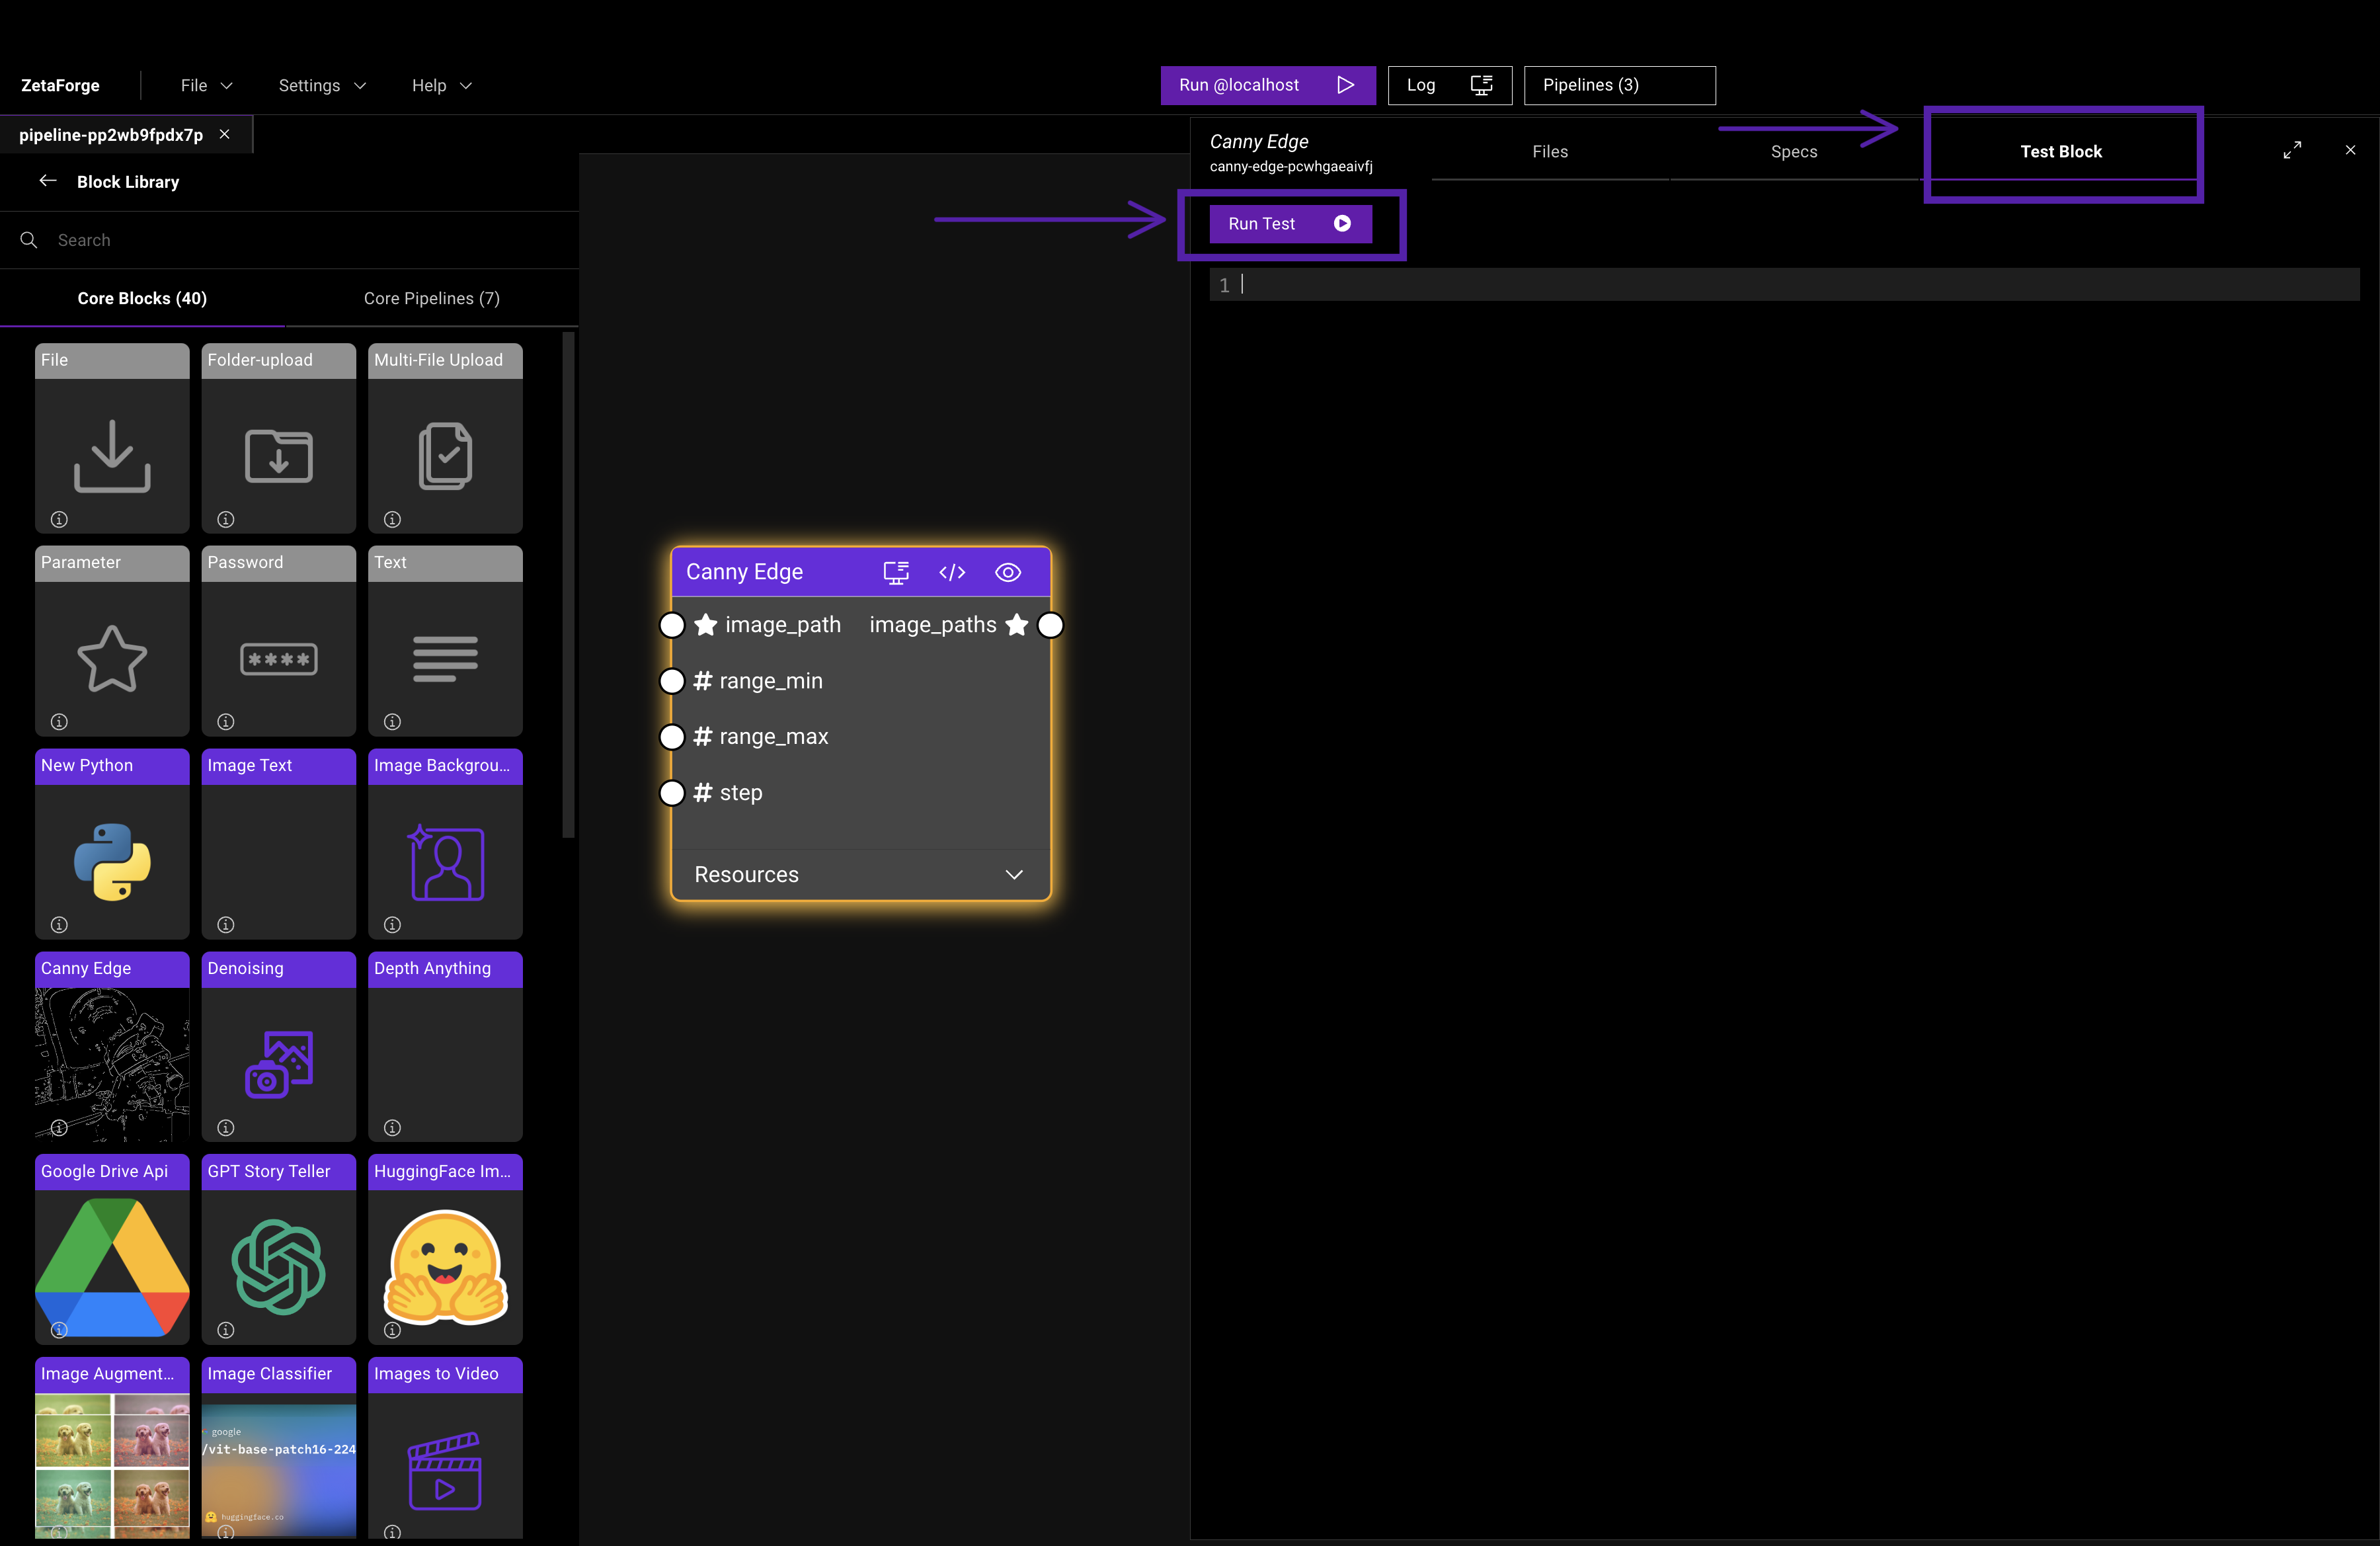 ZetaForge
File
Settings
Help
Run @localhost
Log
Pipelines (3)
pipeline-pp2wb9fpdx7p
Block Library
Search
Core Blocks (40)
Core Pipelines (7)
File
Folder-upload
Multi-File Upload
Parameter
Password
Text
****
New Python
Image Text
Image Backgrou...
Canny Edge
Denoising
Depth Anything
Google Drive Api
GPT Story Teller
HuggingFace Im...
Image Augment...
Image Classifier
Images to Video
google
/vit-base-patch16-224
huggingface.co
Canny Edge
image_path
image_paths
# range_min
# range_max
# step
Resources
Canny Edge
canny-edge-pcwhgaeaivfj
Files
Specs
Test Block
Run Test
1